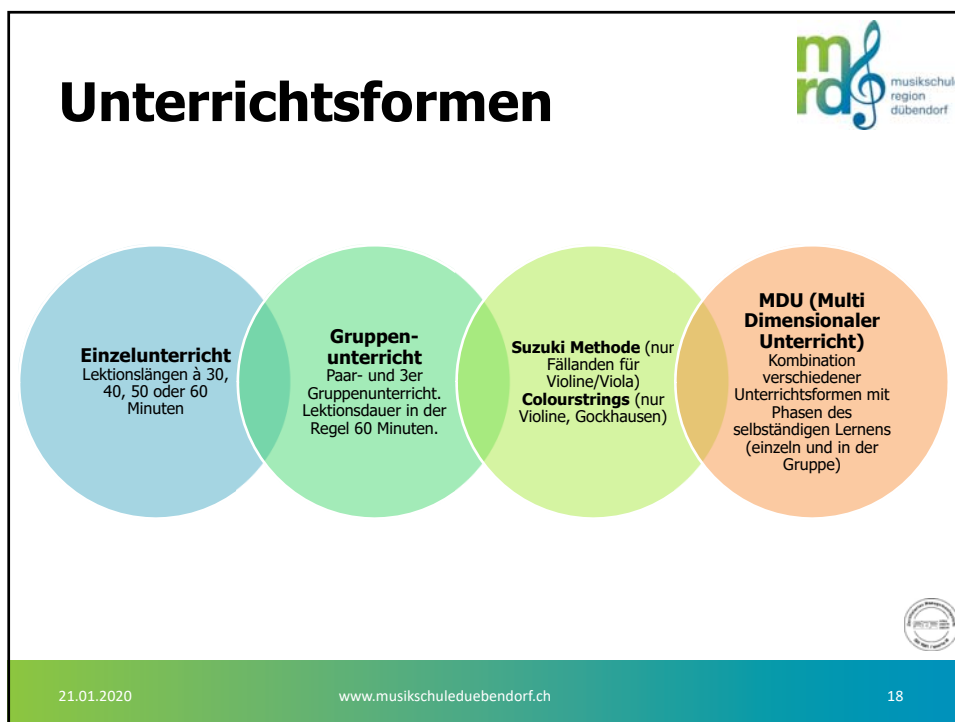 Unterrichtsformen
mrd
musikschule
region
dübendorf
Einzelunterricht
Lektionslängen à 30,
40, 50 oder 60
Minuten
Gruppen-
unterricht
Paar- und 3er
Gruppenunterricht.
Lektionsdauer in der
Regel 60 Minuten.
Suzuki Methode (nur
Fällanden für
Violine/Viola)
Colourstrings (nur
Violine, Gockhausen)
MDU (Multi
Dimensionaler
Unterricht)
Kombination
verschiedener
Unterrichtsformen mit
Phasen des
selbständigen Lernens
(einzeln und in der
Gruppe)
21.01.2020
www.musikschuleduebendorf.ch
18